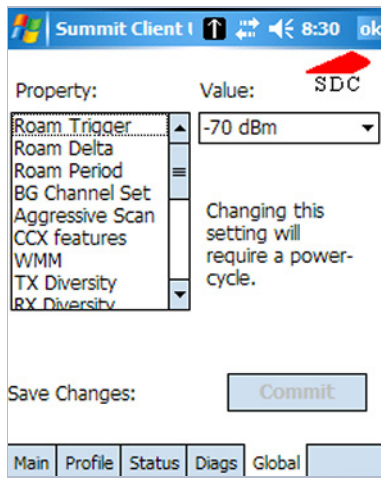 Summit Client U 8:30 ok
SDC
Property: Value:
Roam Trigger
Roam Delta
Roam Period
BG Channel Set
Aggressive Scan
CCX features
WMM
TX Diversity
RX Diversity
-70 dBm
Changing this
setting will
require a power-
cycle.
Save Changes: Commit
Main Profile Status Diags Global